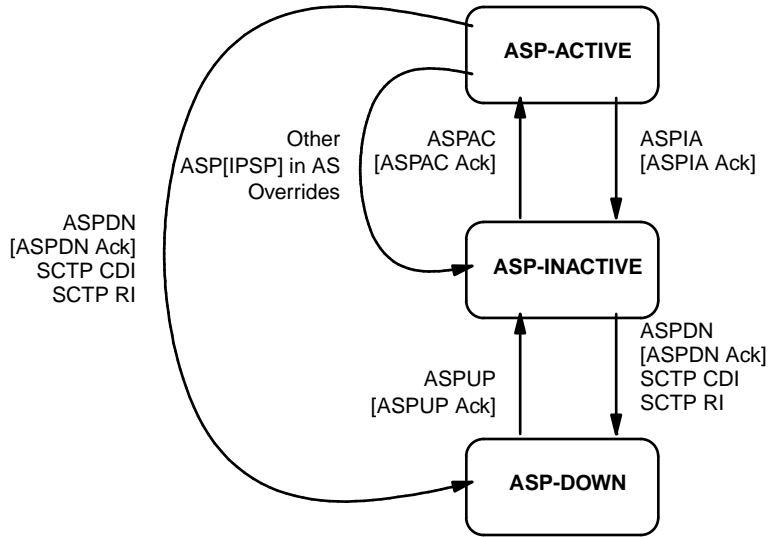 ASP-ACTIVE
Other
ASP[IPSP] in AS
Overrides
ASPAC
[ASPAC Ack]
ASPIA
[ASPIA Ack]
ASPDN
[ASPDN Ack]
SCTP CDI
SCTP RI
ASP-INACTIVE
ASPUP
[ASPUP Ack]
ASPDN
[ASPDN Ack]
SCTP CDI
SCTP RI
ASP-DOWN